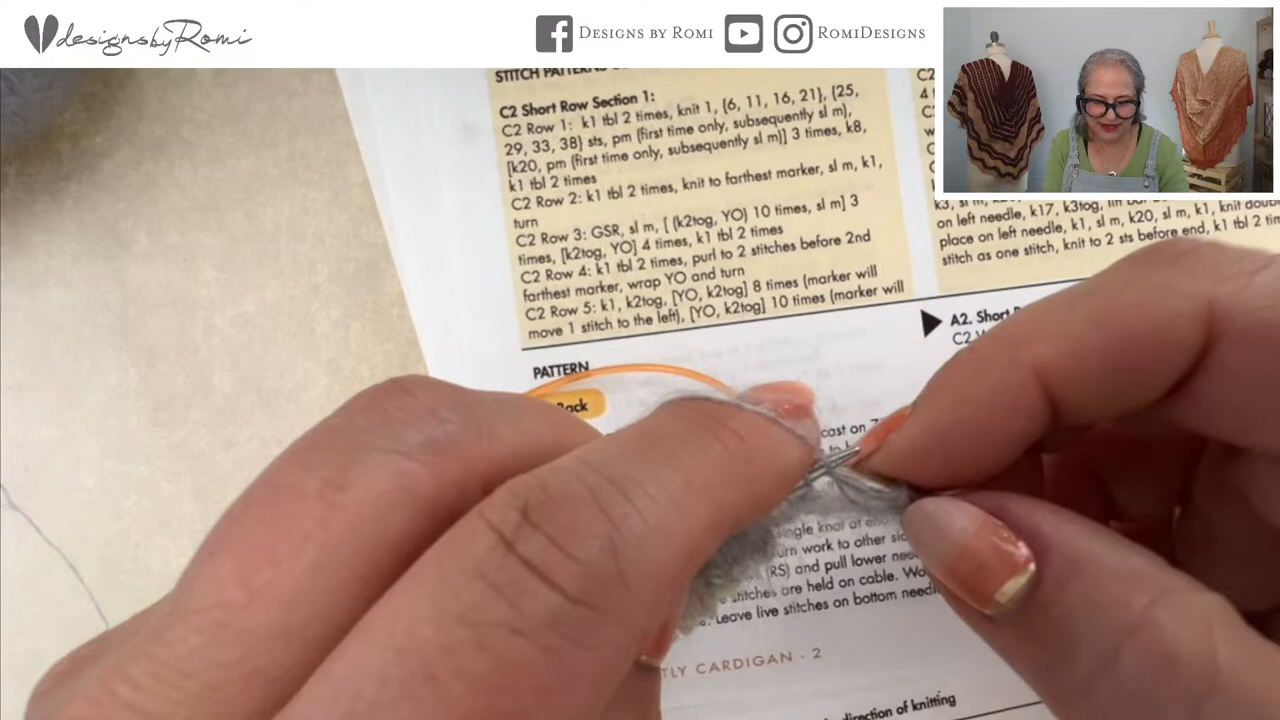 designsbyRomi
DESIGNS BY ROMI
ROMIDESIGNS
STITCH PATTERNS
C2 Short Row Section 1:
C2 Row 1: k1 tbl 2 times, knit 1, {6, 11, 16, 21}, {25,
29, 33, 38} sts, pm (first time only, subsequently sl m),
[k20, pm (first time only, subsequently sl m)] 3 times, k8,
k1 tbl 2 times
C2 Row 2: k1 tbl 2 times, knit to farthest marker, sl m, k1,
turn
C2 Row 3: GSR, sl m, [ (k2tog, YO) 10 times, sl m] 3
times, [k2tog, YO] 4 times, k1 tbl 2 times
C2 Row 4: k1 tbl 2 times, purl to 2 stitches before 2nd
farthest marker, wrap YO and turn
C2 Row 5: k1, k2tog, [YO, k2tog] 8 times (marker will
move 1 stitch to the left), [YO, k2tog] 10 times (marker will
on left needle, k17, k3tog,
place on left needle, k1, sl m, k20, sl m, k1, knit
stitch as one stitch, knit to 2 sts before end, k1 tbl 2
A2. Short
C2
PATTERN
Back
cast on
knot at
work to other
(RS) and pull lower
stitches are held on cable.
Leave live stitches on bottom
CARDIGAN - 2
direction of knitting